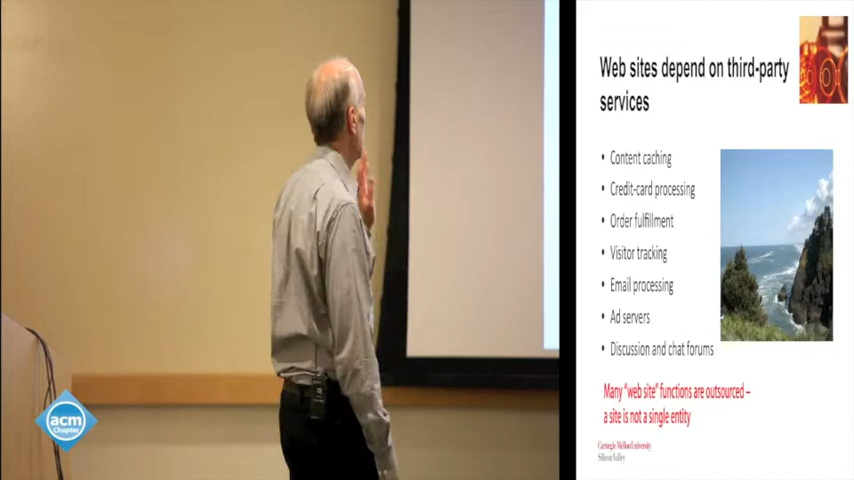 Web sites depend on third-party
services
• Content caching
• Credit-card processing
• Order fulfillment
• Visitor tracking
• Email processing
• Ad servers
• Discussion and chat forums
Many "web site" functions are outsourced –
a site is not a single entity
Carnegie Mellon University
Silicon Valley
acm
Chapter